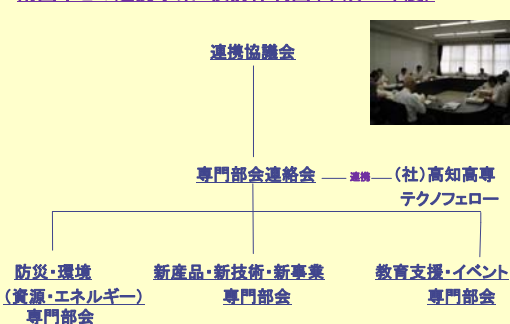 連携協議会
専門部会連絡会
連携
(社)高知高専
テクノフェロー
防災・環境
(資源・エネルギー)
専門部会
新産品・新技術・新事業
専門部会
教育支援・イベント
専門部会